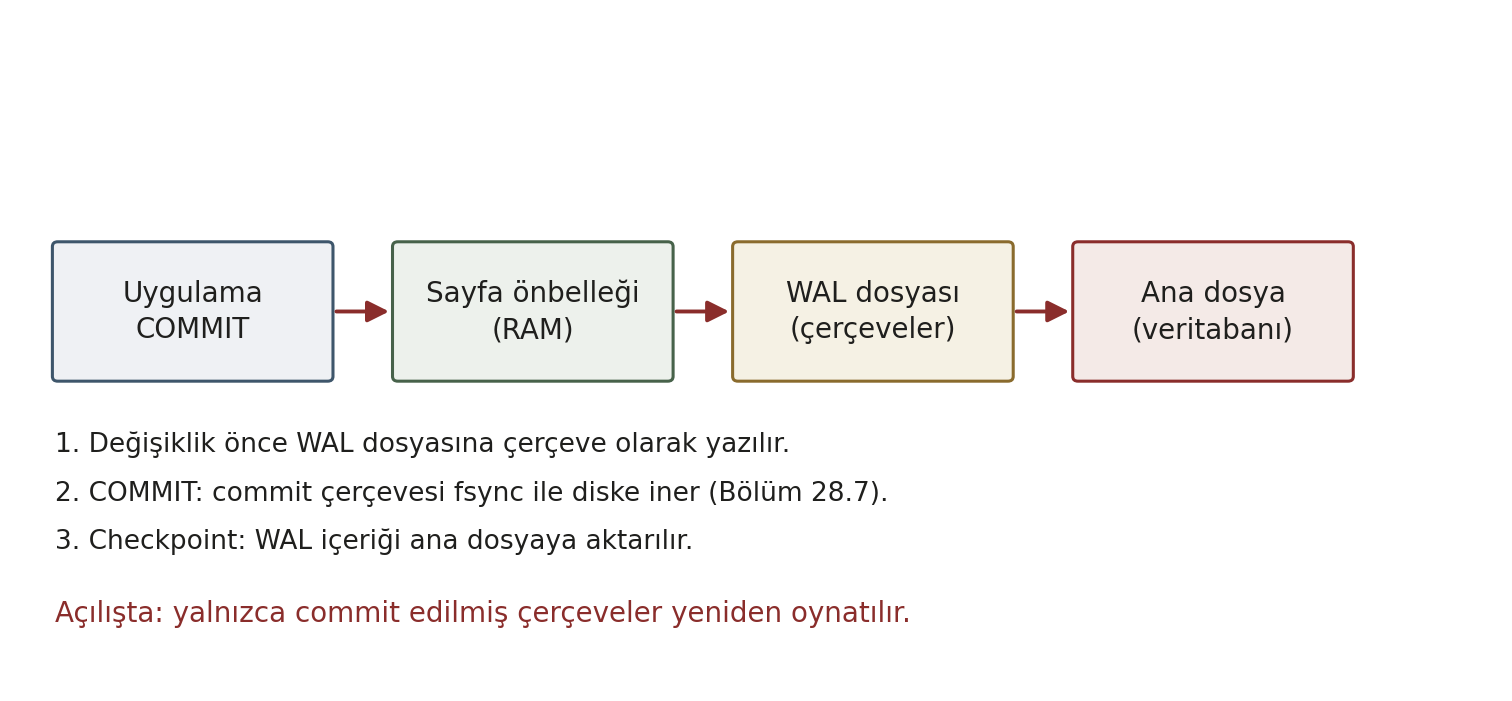 Uygulama
COMMIT
Sayfa önbelleği
(RAM)
WAL dosyası
(çerçeveler)
Ana dosya
(veritabanı)
1. Değişiklik önce WAL dosyasına çerçeve olarak yazılır.
2. COMMIT: commit çerçevesi fsync ile diske iner (Bölüm 28.7).
3. Checkpoint: WAL içeriği ana dosyaya aktarılır.
Açılışta: yalnızca commit edilmiş çerçeveler yeniden oynatılır.